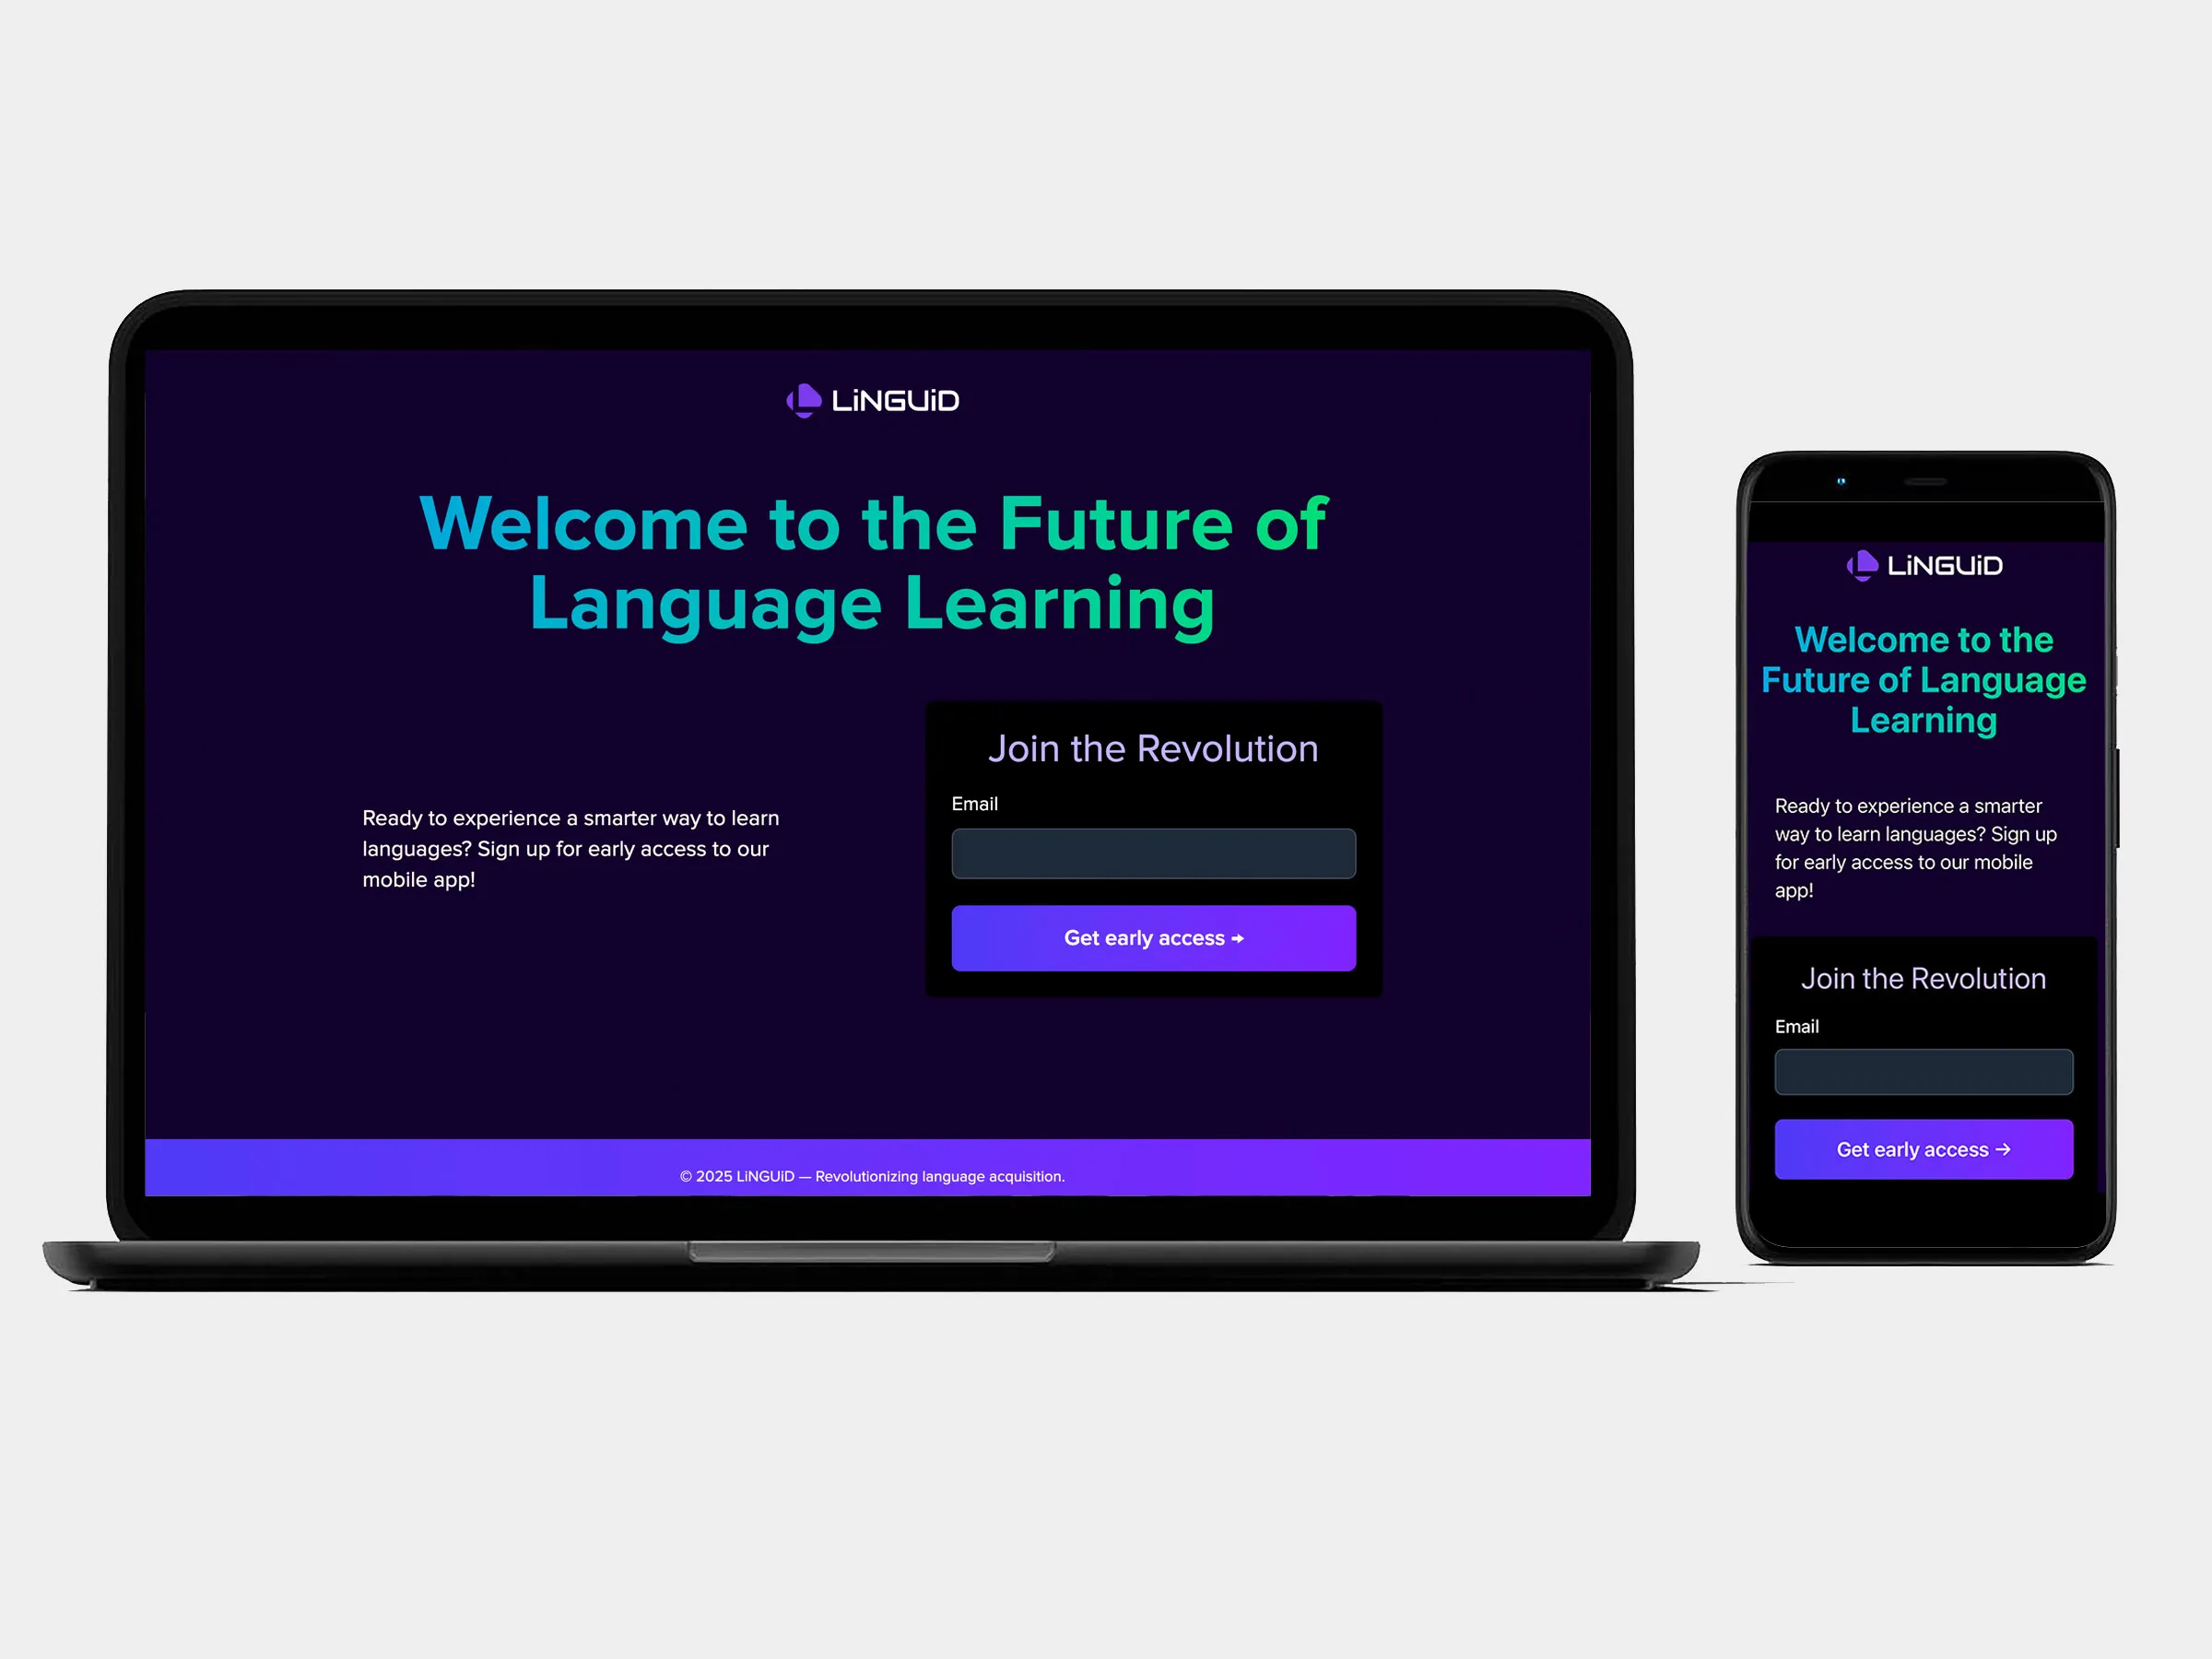 LiNGUiD
Welcome to the Future of
Language Learning
Ready to experience a smarter way to learn
languages? Sign up for early access to our
mobile app!
Join the Revolution
Email
Get early access →
© 2025 LiNGUiD — Revolutionizing language acquisition.
LiNGUiD
Welcome to the
Future of Language
Learning
Ready to experience a smarter
way to learn languages? Sign up
for early access to our mobile
app!
Join the Revolution
Email
Get early access →